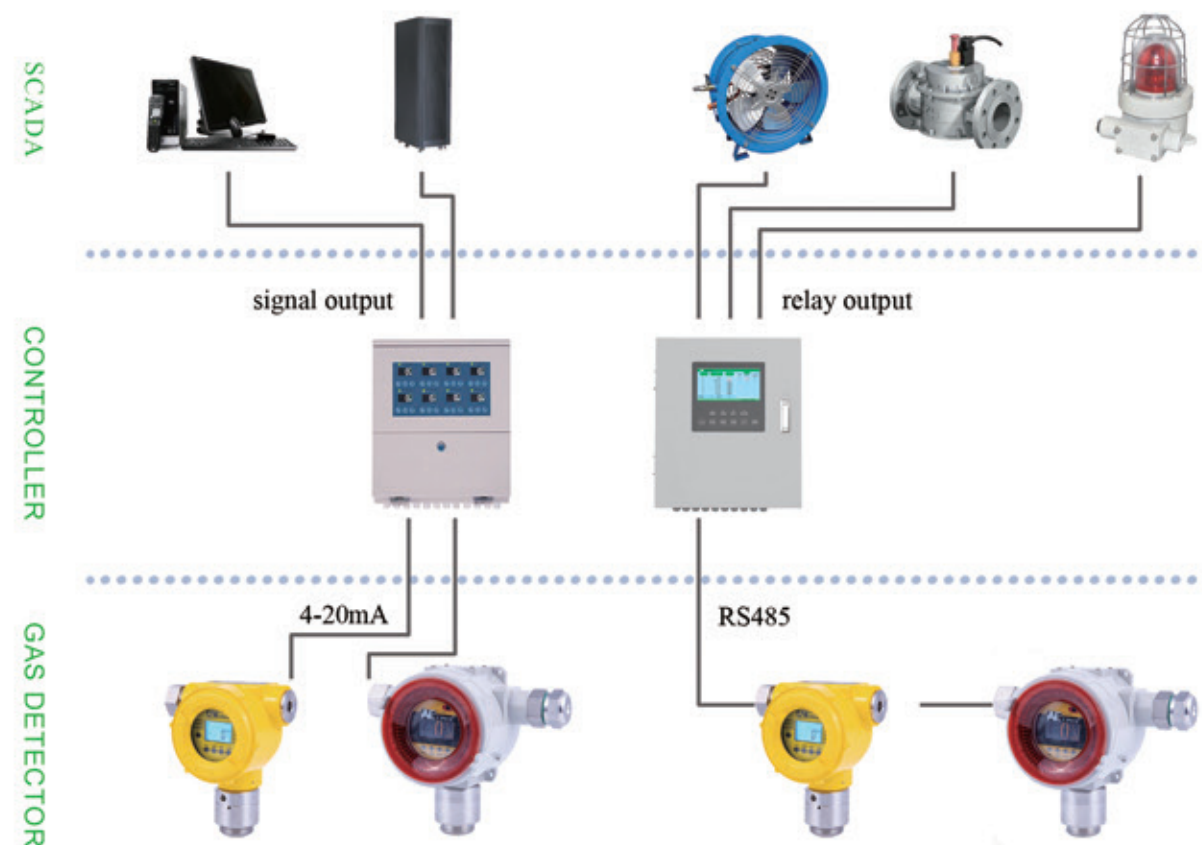 SCADA
signal output
relay output
CONTROLLER
4-20mA
RS485
GAS DETECTOR